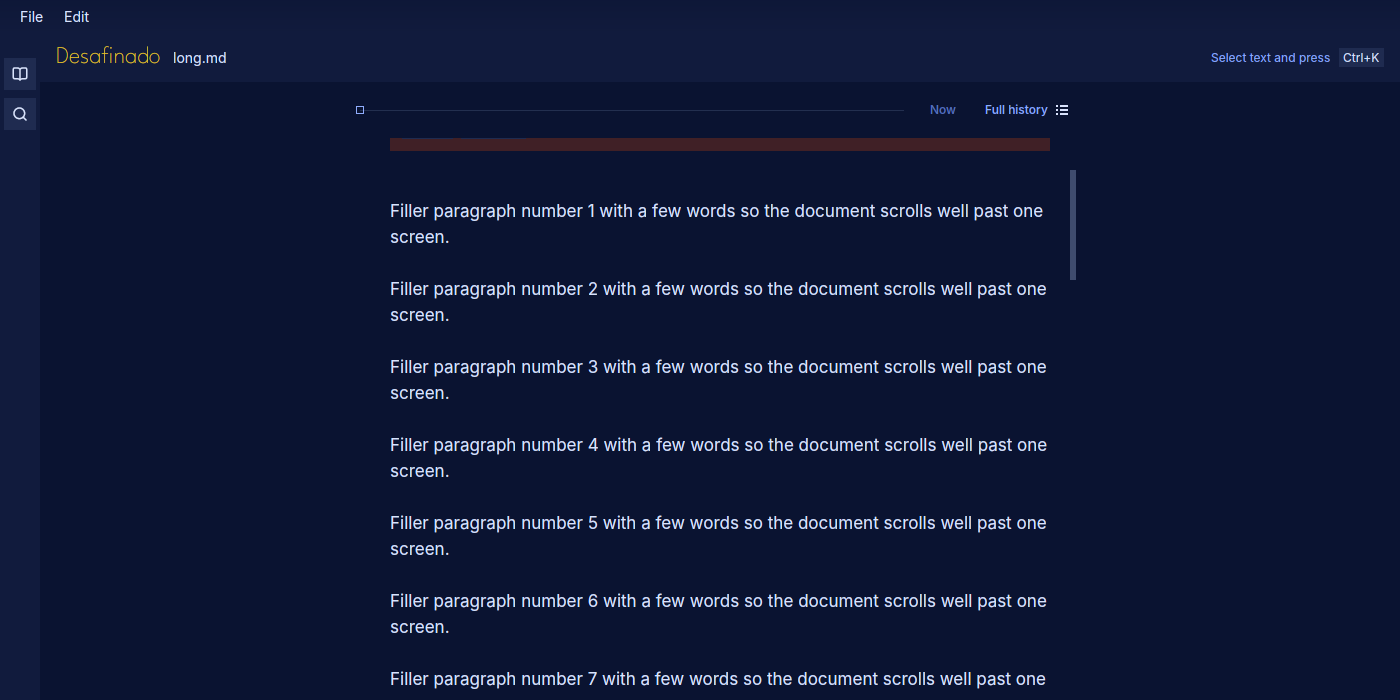 File Edit
Desafinado long.md
Select text and press Ctrl+K
Now Full history
Filler paragraph number 1 with a few words so the document scrolls well past one
screen.
Filler paragraph number 2 with a few words so the document scrolls well past one
screen.
Filler paragraph number 3 with a few words so the document scrolls well past one
screen.
Filler paragraph number 4 with a few words so the document scrolls well past one
screen.
Filler paragraph number 5 with a few words so the document scrolls well past one
screen.
Filler paragraph number 6 with a few words so the document scrolls well past one
screen.
Filler paragraph number 7 with a few words so the document scrolls well past one